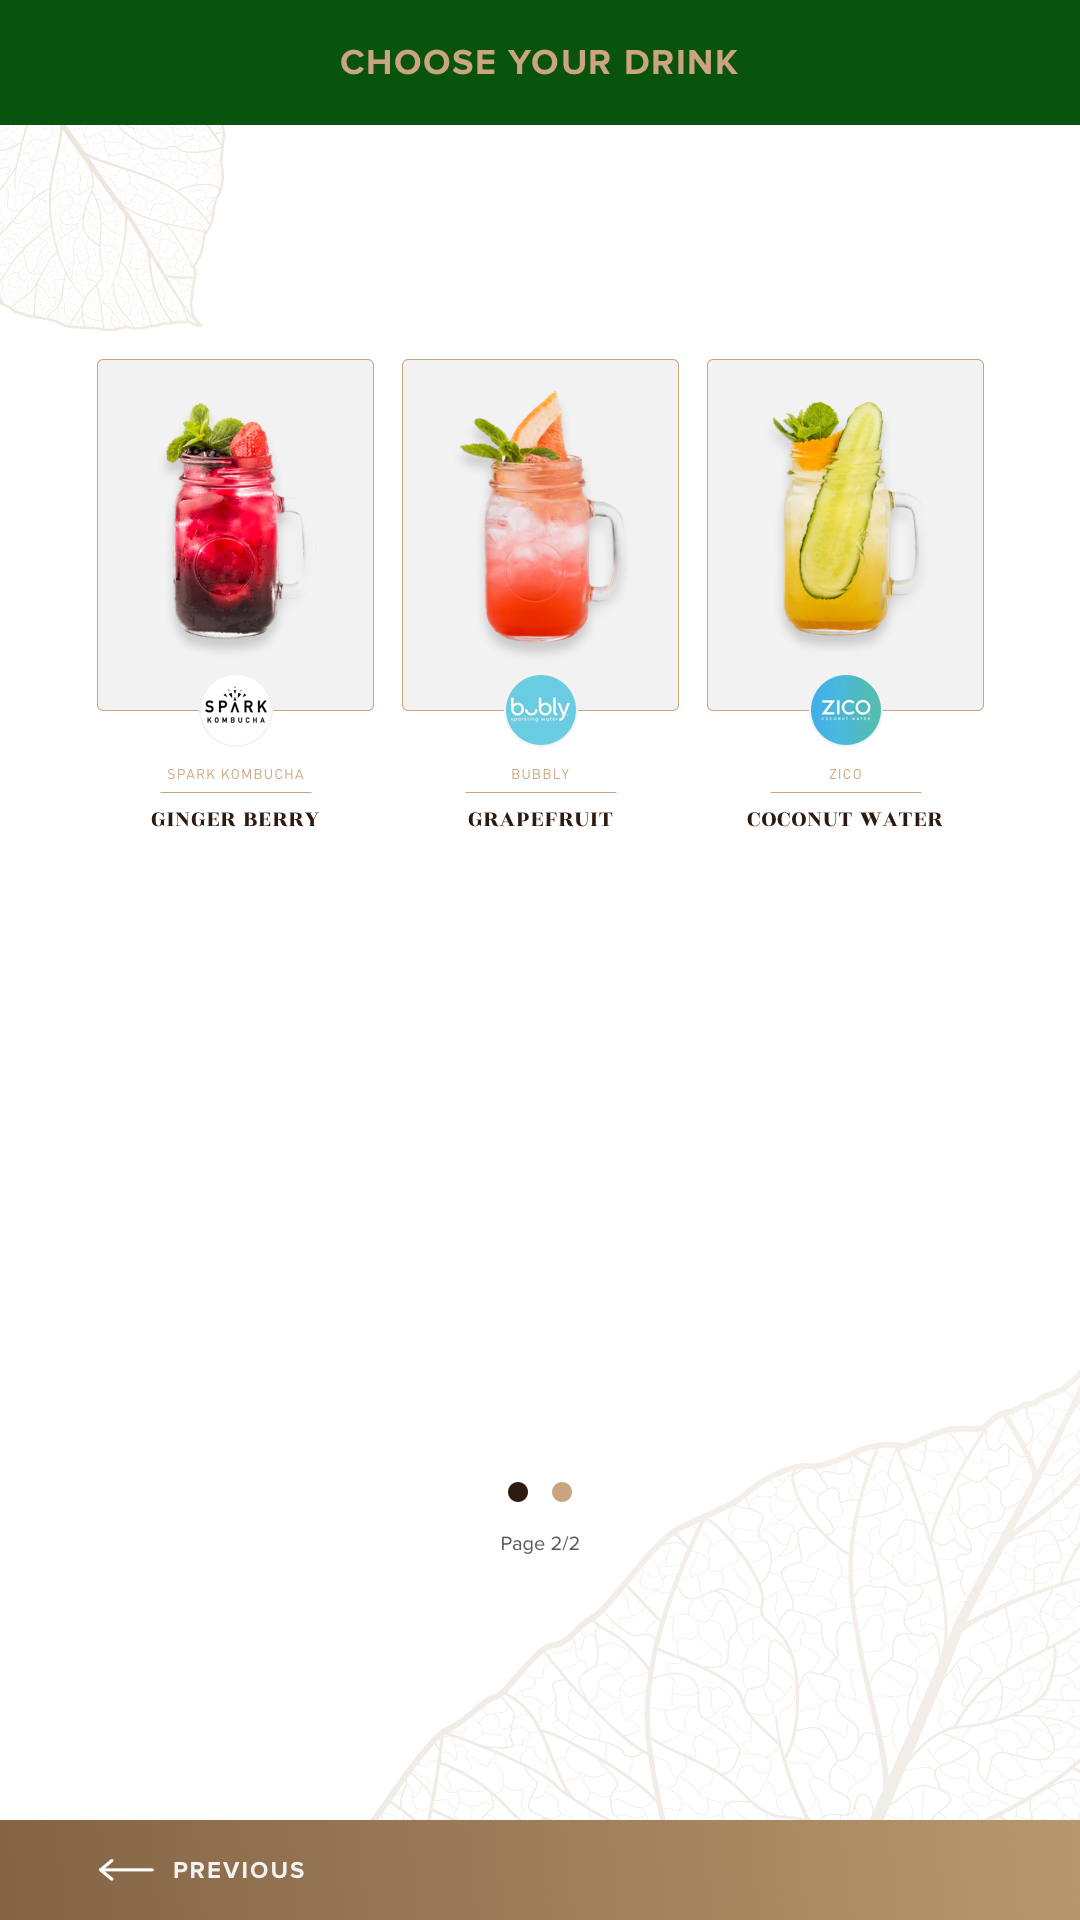 CHOOSE YOUR DRINK
SPARK
KOMBUCHA
bubly
sparkling water
ZICO
COCONUT WATER
SPARK KOMBUCHA
BUBBLY
ZICO
GINGER BERRY
GRAPEFRUIT
COCONUT WATER
Page 2/2
PREVIOUS